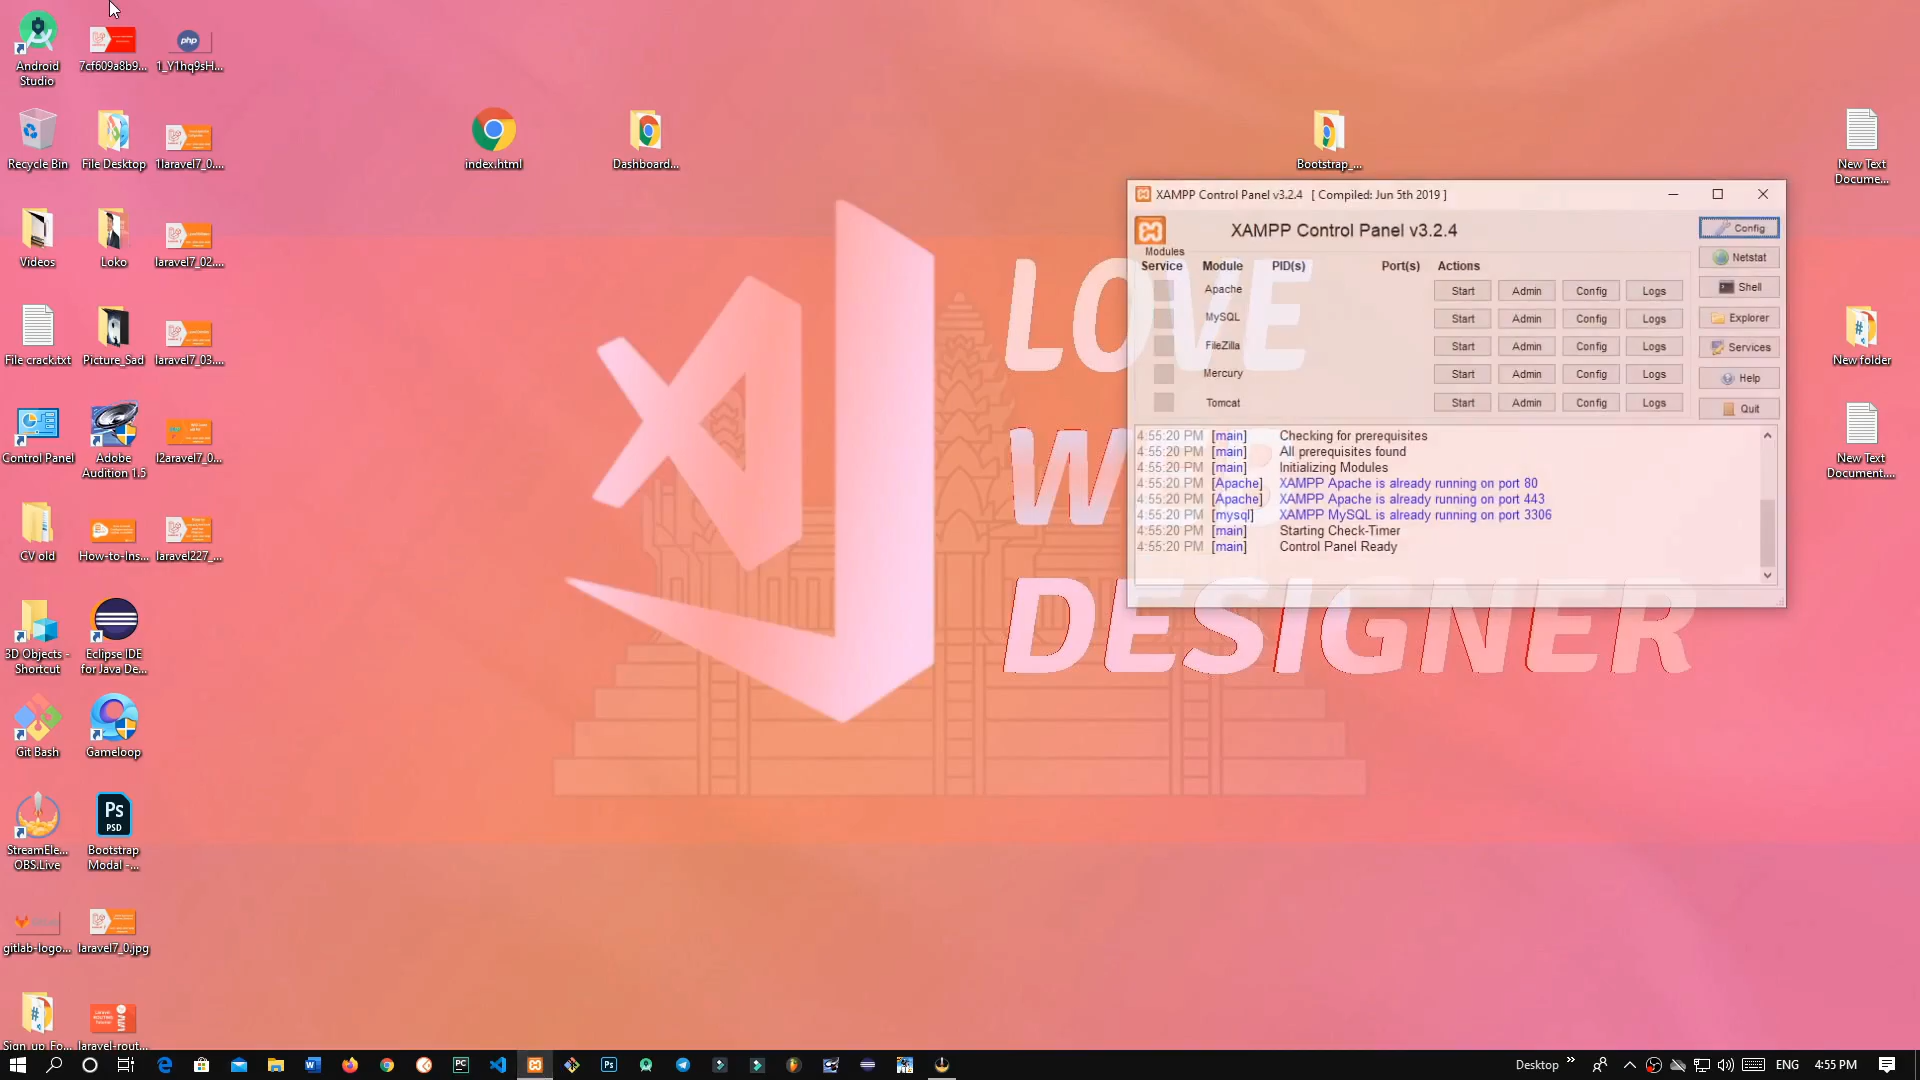 Android
Studio
7cf609a8b9...
php
1_Y1hq9sH...
Recycle Bin
File Desktop
1laravel7_0....
index.html
Dashboard...
Bootstrap_...
New Text
Docume...
Videos
Loko
laravel7_02....
File crack.txt
Picture_Sad
laravel7_03....
New folder
Control Panel
Adobe
Audition 1.5
l2aravel7_0...
New Text
Document....
CV old
How-to-Ins...
laravel227_...
3D Objects -
Shortcut
Eclipse IDE
for Java De...
Git Bash
Gameloop
StreamEle...
OBS.Live
Ps
PSD
Bootstrap
Modal -...
gitlab-logo...
laravel7_0.jpg
Sign_up_Fo...
laravel-rout...
LOVE
WEB
DESIGNER
XAMPP Control Panel v3.2.4 [ Compiled: Jun 5th 2019 ]
XAMPP Control Panel v3.2.4
Config
Netstat
Shell
Explorer
Services
Help
Quit
Modules
Service Module PID(s) Port(s) Actions
Apache Start Admin Config Logs
MySQL Start Admin Config Logs
FileZilla Start Admin Config Logs
Mercury Start Admin Config Logs
Tomcat Start Admin Config Logs
4:55:20 PM [main] Checking for prerequisites
4:55:20 PM [main] All prerequisites found
4:55:20 PM [main] Initializing Modules
4:55:20 PM [Apache] XAMPP Apache is already running on port 80
4:55:20 PM [Apache] XAMPP Apache is already running on port 443
4:55:20 PM [mysql] XAMPP MySQL is already running on port 3306
4:55:20 PM [main] Starting Check-Timer
4:55:20 PM [main] Control Panel Ready
Desktop
ENG
4:55 PM